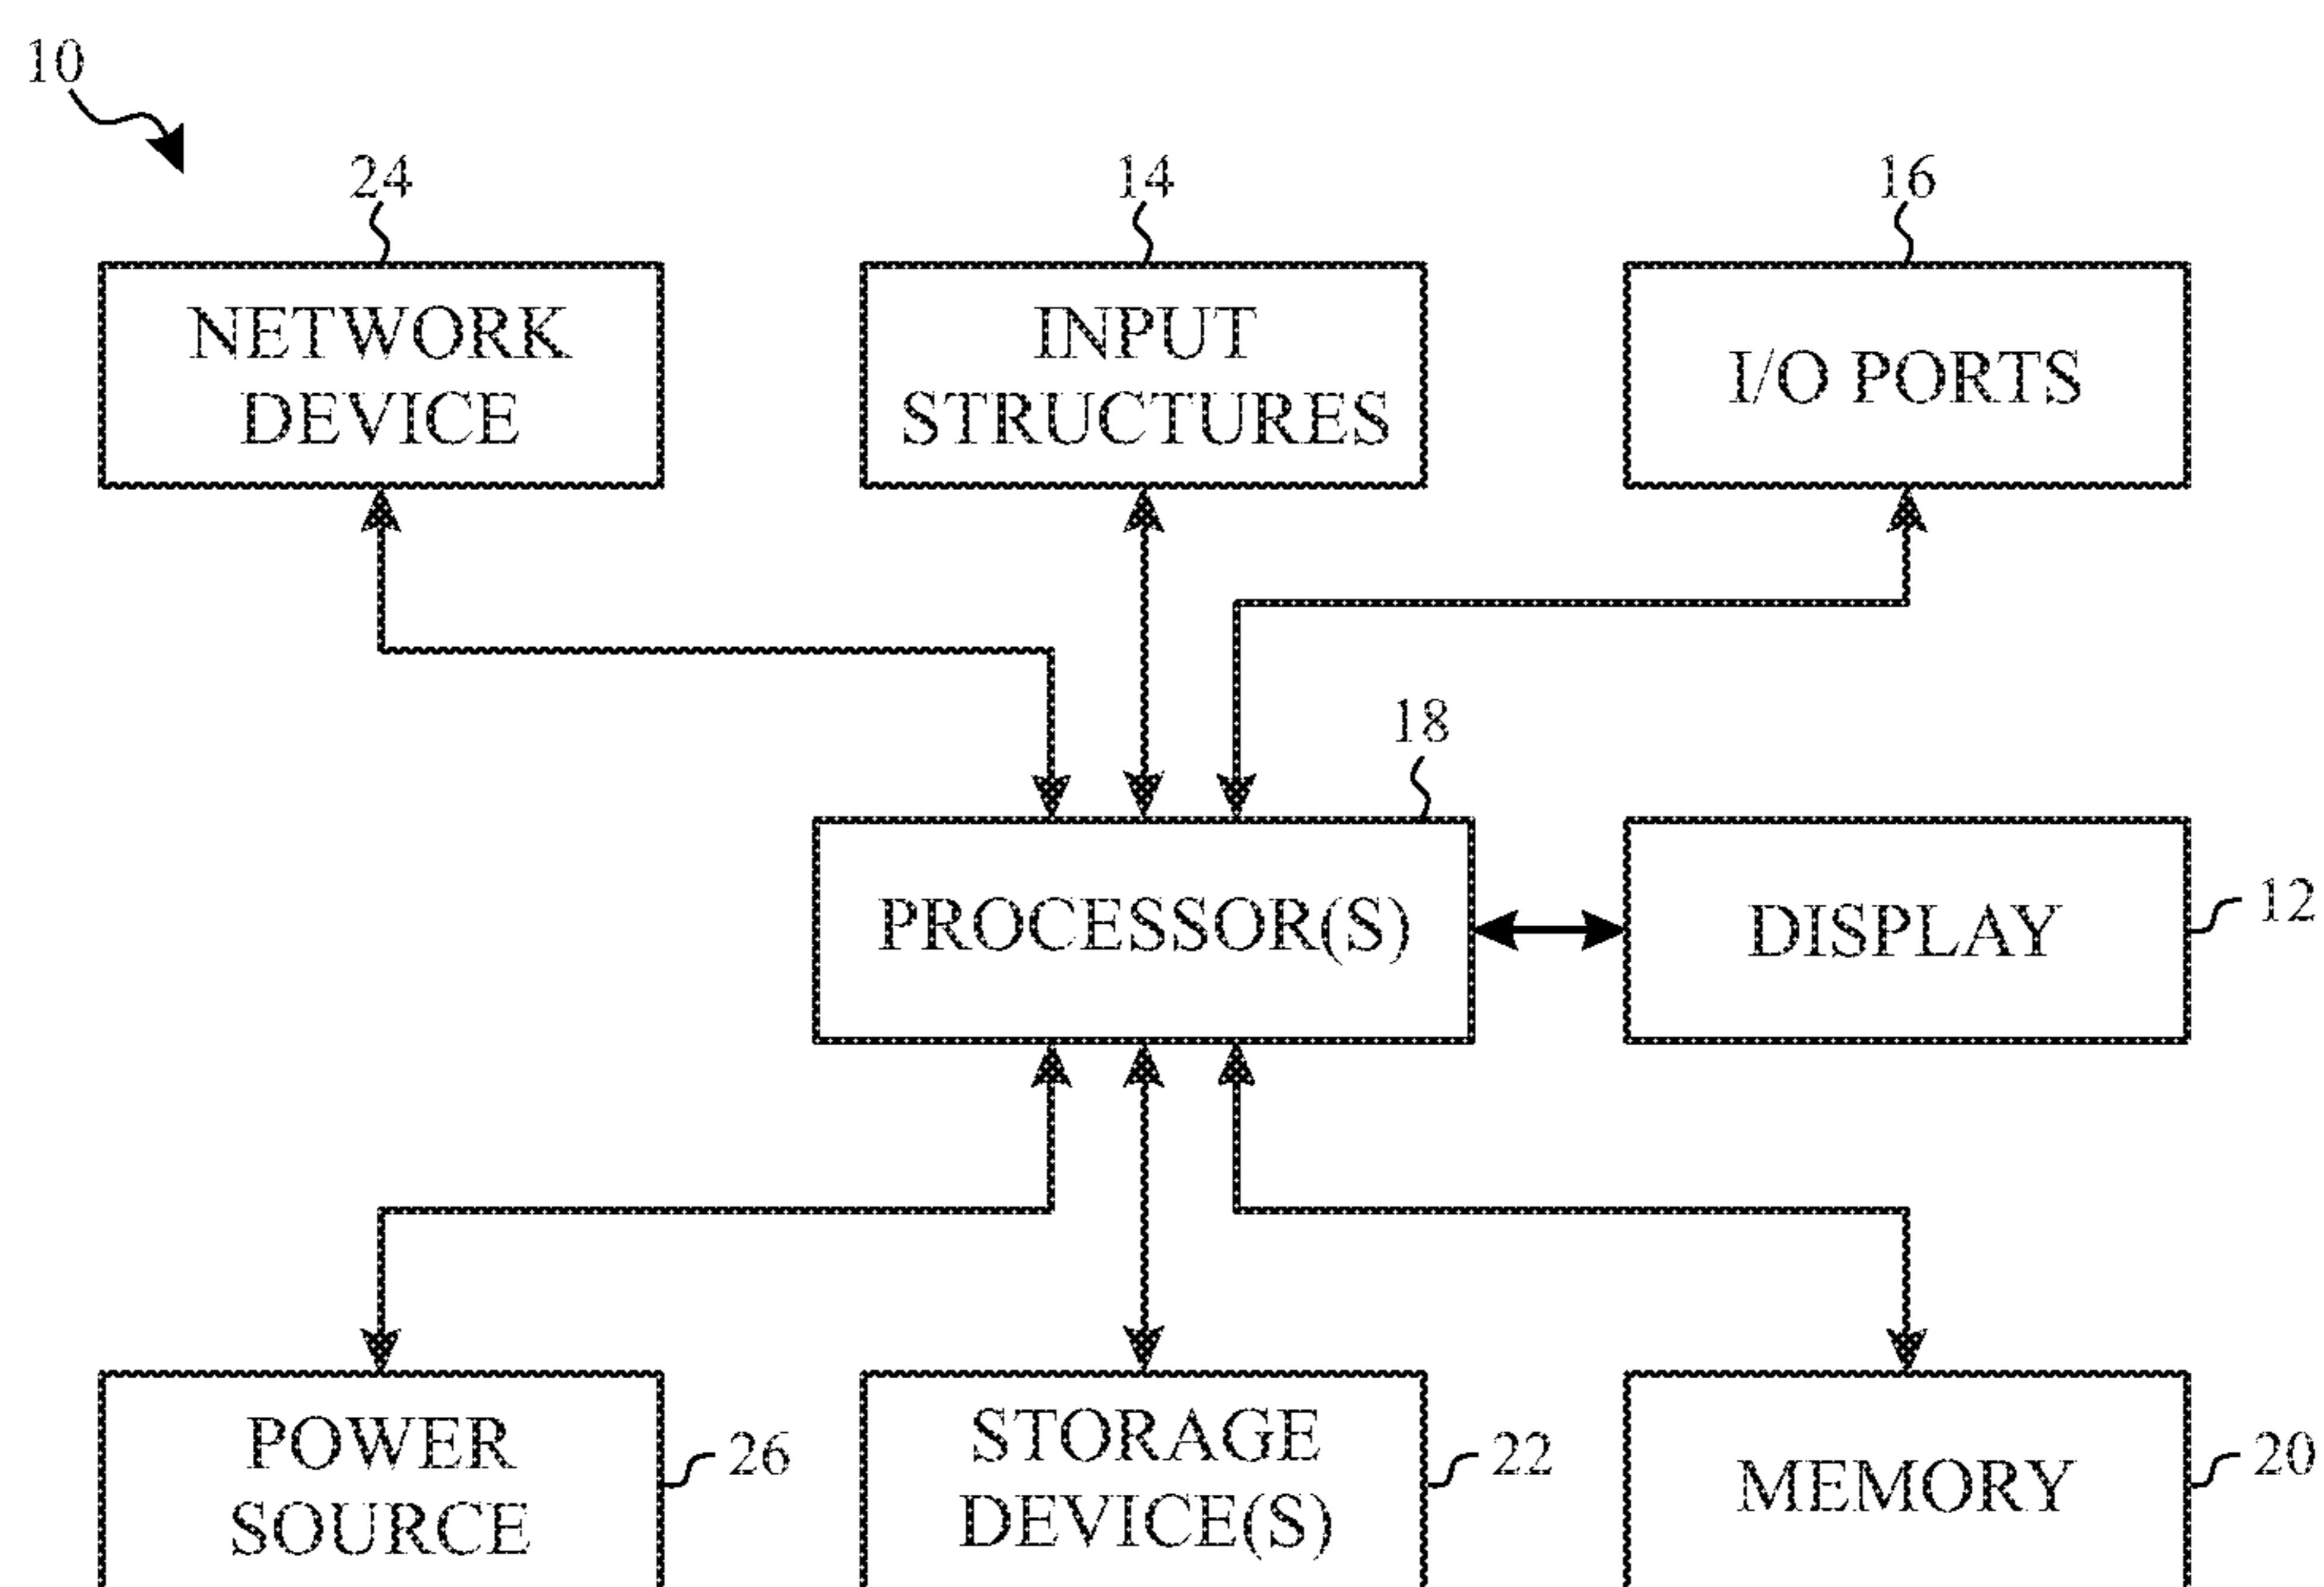 10
24
14
16
NETWORK
DEVICE
INPUT
STRUCTURES
I/O PORTS
18
PROCESSOR(S)
DISPLAY
12
POWER
SOURCE
26
STORAGE
DEVICE(S)
22
MEMORY
20